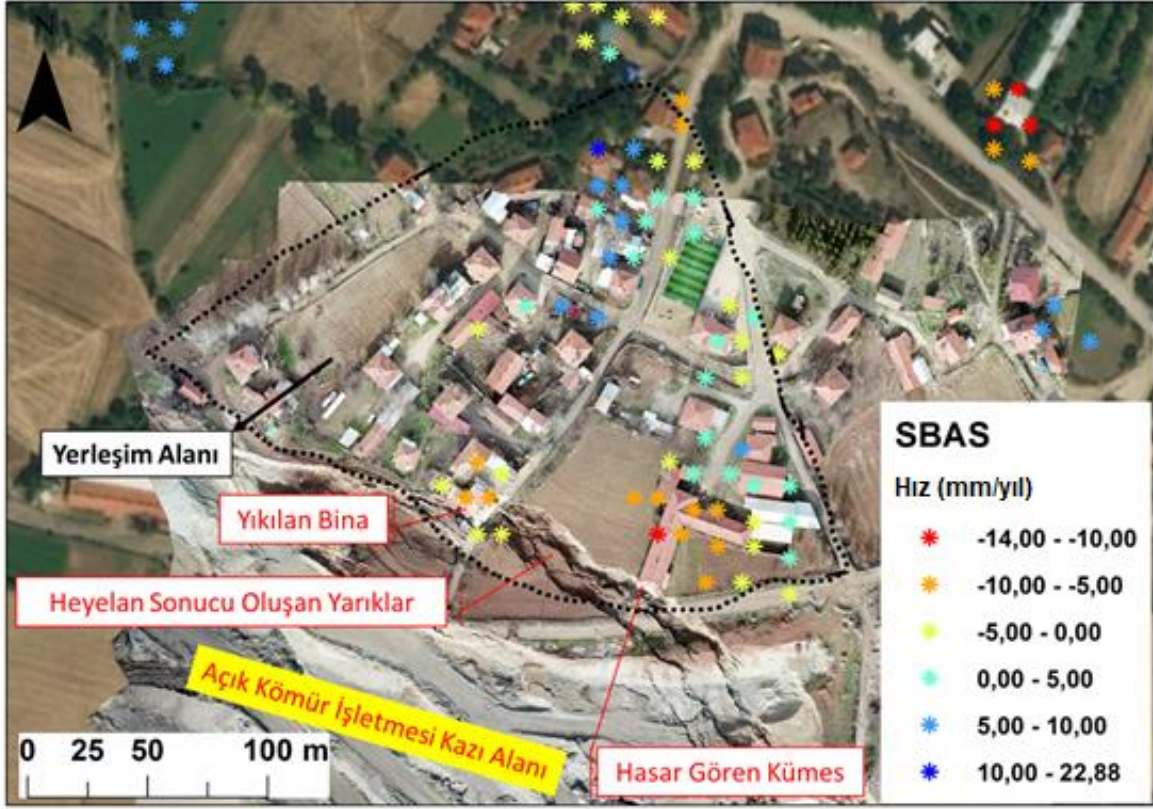 N
Yerleşim Alanı
Yıkılan Bina
Heyelan Sonucu Oluşan Yarıklar
Açık Kömür İşletmesi Kazı Alanı
Hasar Gören Kümes
0 25 50 100 m
SBAS
Hız (mm/yıl)
-14,00 - -10,00
-10,00 - -5,00
-5,00 - 0,00
0,00 - 5,00
5,00 - 10,00
10,00 - 22,88